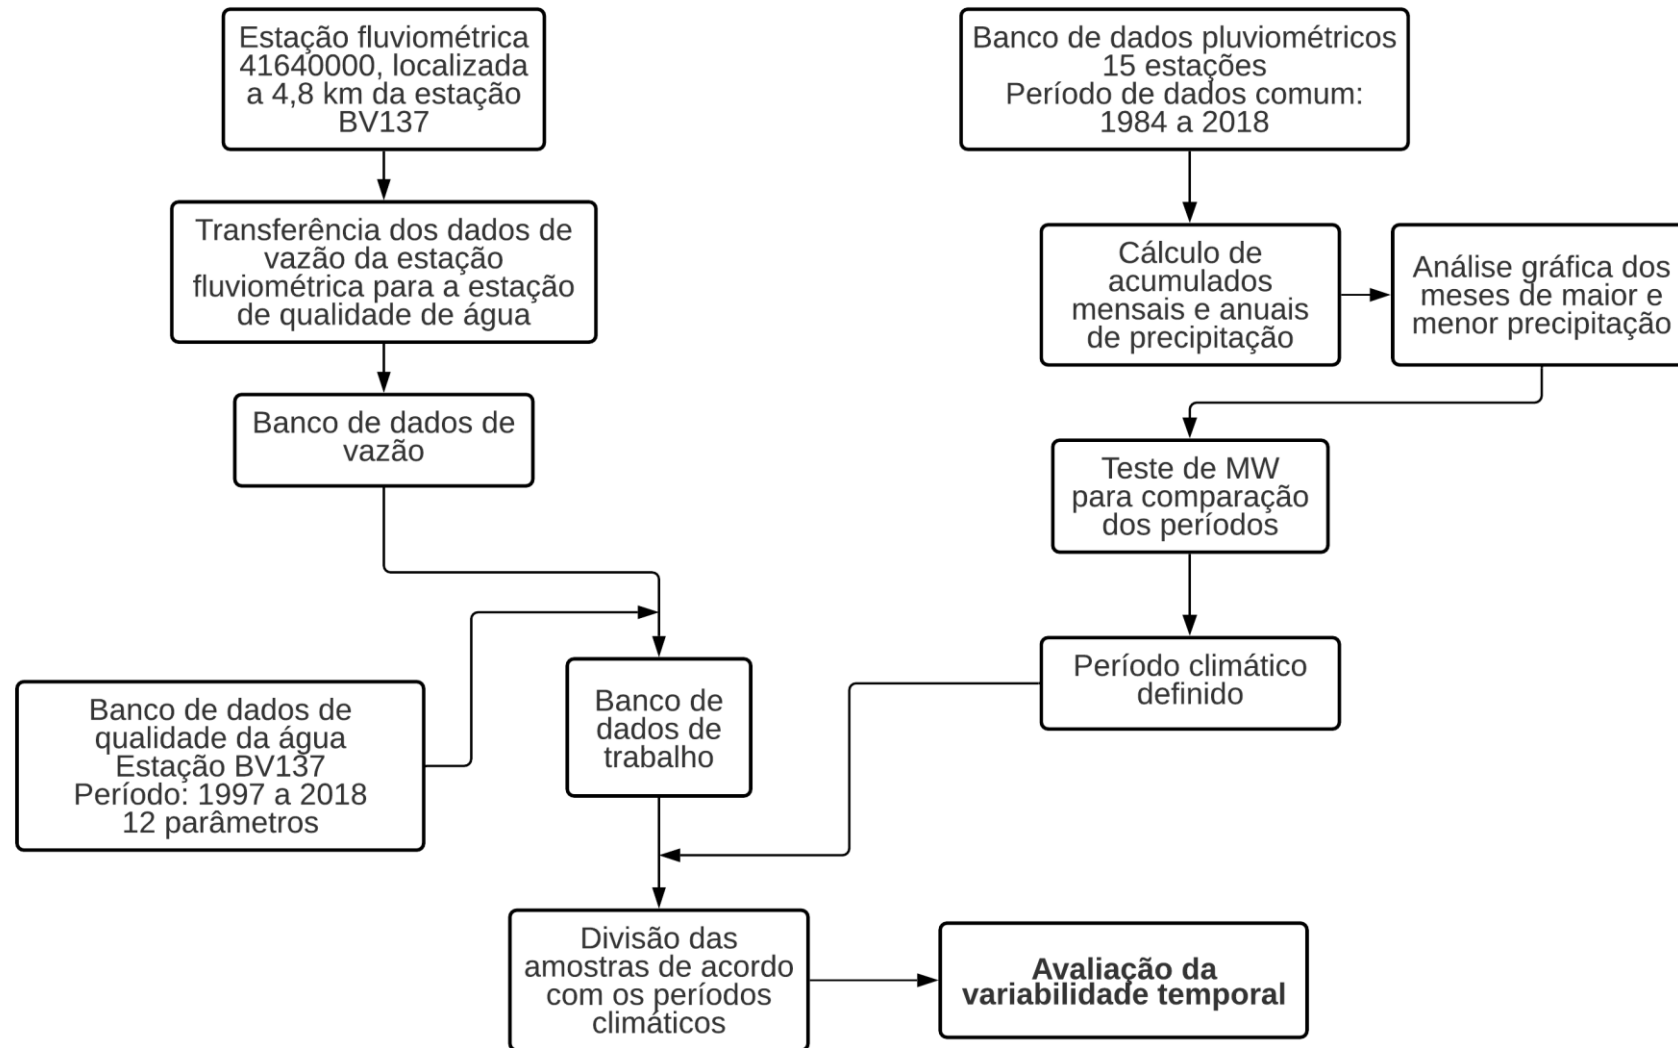 Estação fluviométrica
41640000, localizada
a 4,8 km da estação
BV137
Transferência dos dados de
vazão da estação
fluviométrica para a estação
de qualidade de água
Banco de dados de
vazão
Banco de dados de
qualidade da água
Estação BV137
Período: 1997 a 2018
12 parâmetros
Banco de dados pluviométricos
15 estações
Período de dados comum:
1984 a 2018
Cálculo de
acumulados
mensais e anuais
de precipitação
Análise gráfica dos
meses de maior e
menor precipitação
Teste de MW
para comparação
dos períodos
Período climático
definido
Banco de
dados de
trabalho
Divisão das
amostras de acordo
com os períodos
climáticos
Avaliação da
variabilidade temporal